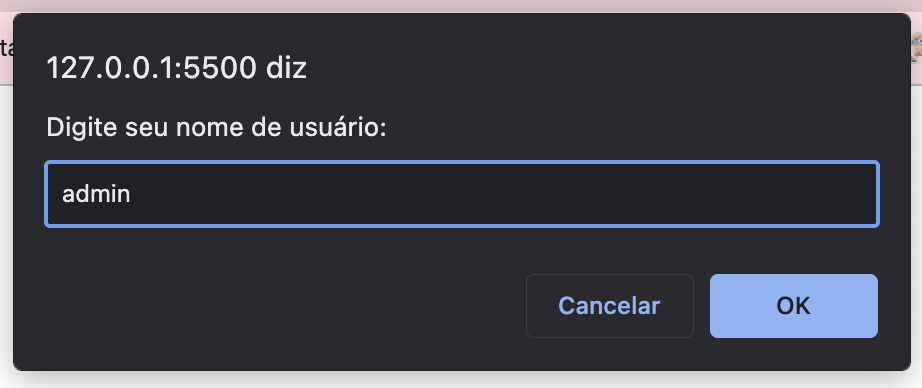 127.0.0.1:5500 diz
Digite seu nome de usuário:
admin
Cancelar
OK